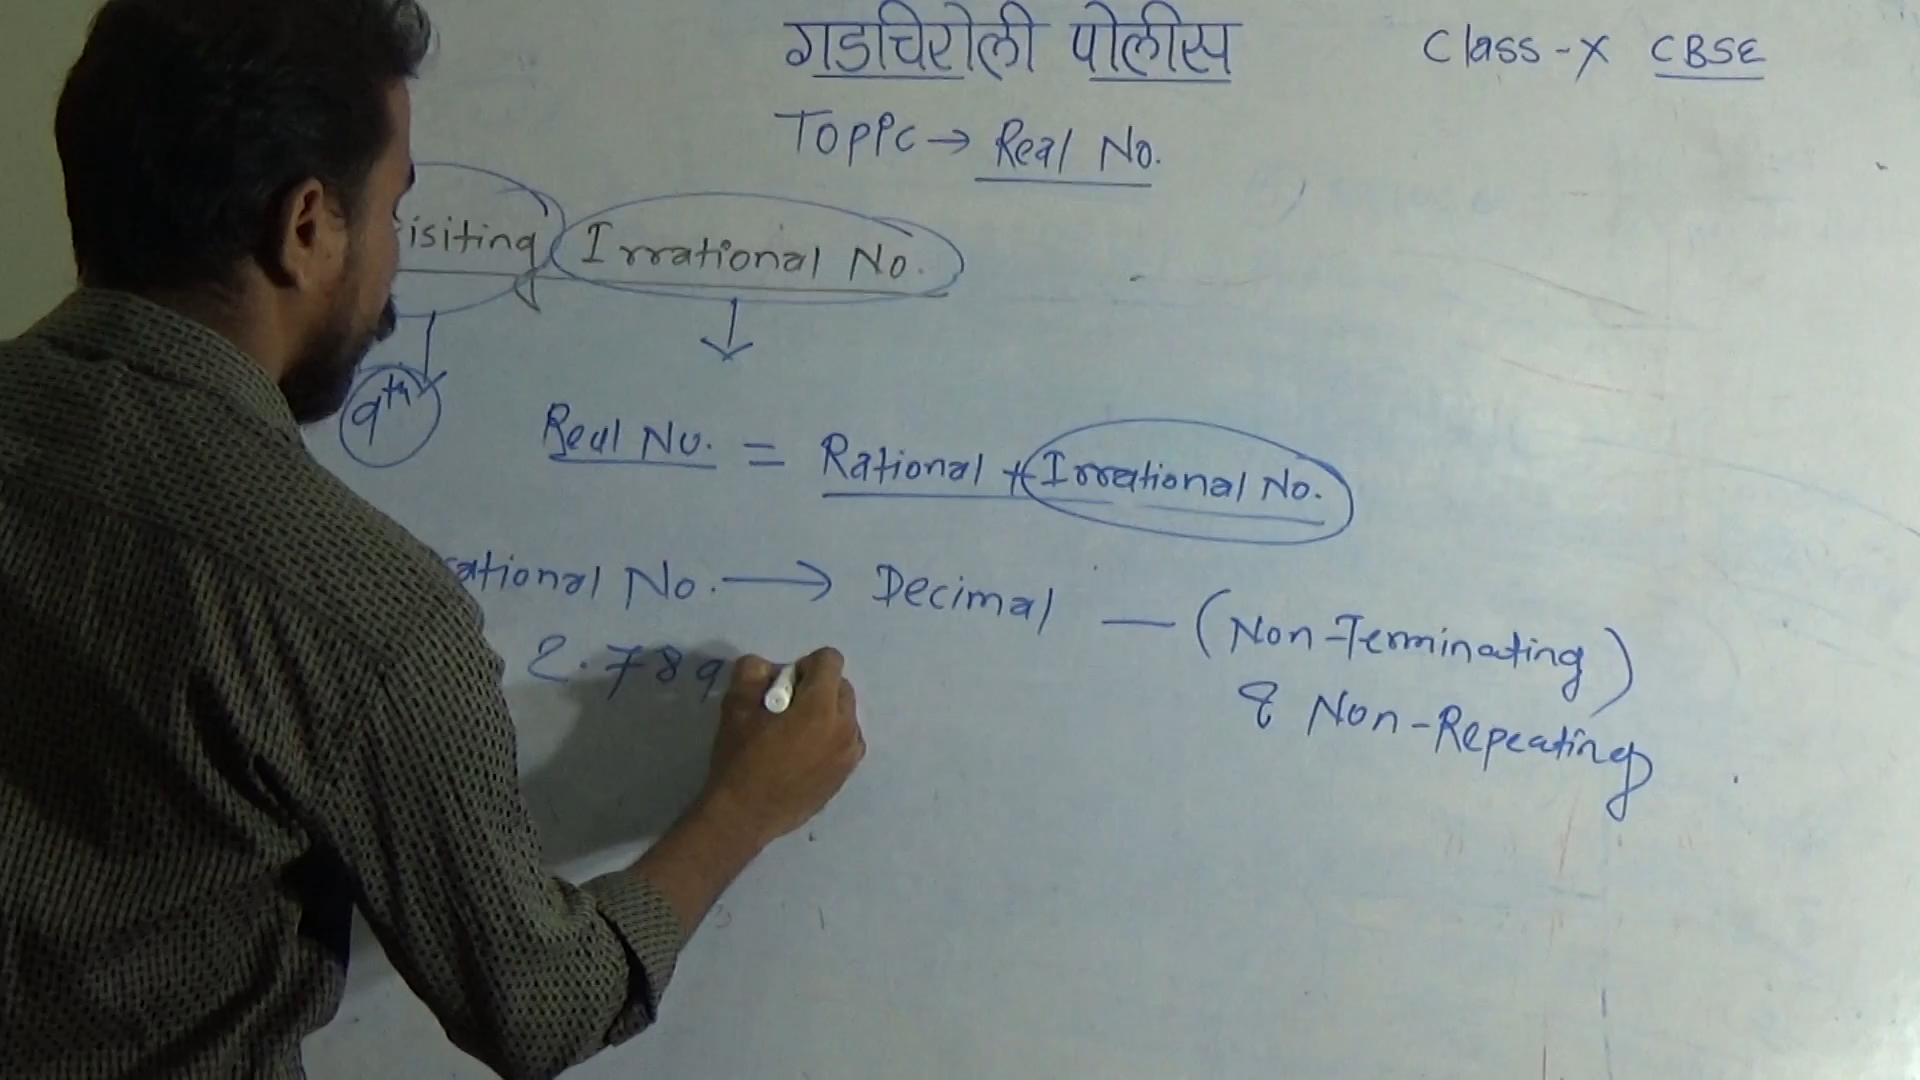 गडचिरोली पोलीस
Class-X CBSE
Topic → Real No.
isiting Irrational No.
9th
Real No. = Rational + Irrational No.
rational No. → Decimal — (Non-Terminating)
& Non-Repeating
2.789